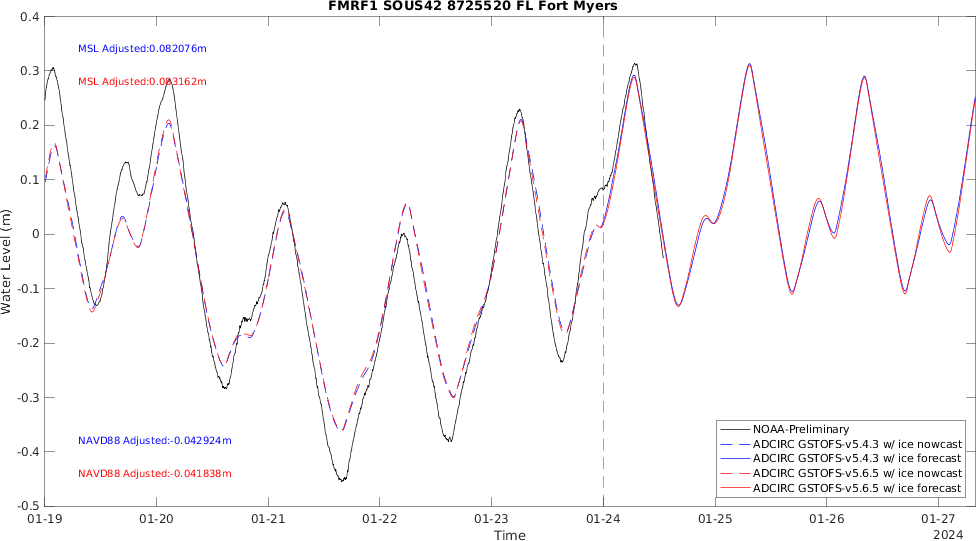 FMRF1 SOUS42 8725520 FL Fort Myers
0.4
0.3
0.2
0.1
0
-0.1
-0.2
-0.3
-0.4
-0.5
Water Level (m)
MSL Adjusted:0.082076m
MSL Adjusted:0.083162m
NAVD88 Adjusted:-0.042924m
NAVD88 Adjusted:-0.041838m
NOAA-Preliminary
ADCIRC GSTOFS-v5.4.3 w/ ice nowcast
ADCIRC GSTOFS-v5.4.3 w/ ice forecast
ADCIRC GSTOFS-v5.6.5 w/ ice nowcast
ADCIRC GSTOFS-v5.6.5 w/ ice forecast
01-19 01-20 01-21 01-22 01-23 01-24 01-25 01-26 01-27
Time
2024